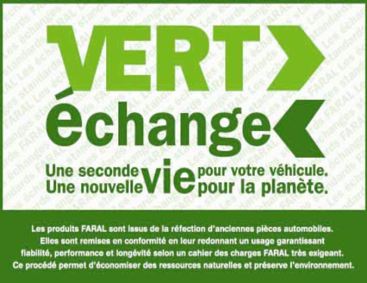 VERT
échange
Une seconde vie pour votre véhicule.
Une nouvelle vie pour la planète.
Les produits FARAL sont issus de la réfection d'anciennes pièces automobiles.
Elles sont remises en conformité en leur redonnant un usage garantissant
fiabilité, performance et longévité selon un cahier des charges FARAL très exigeant.
Ce procédé permet d'économiser des ressources naturelles et préserve l'environnement.